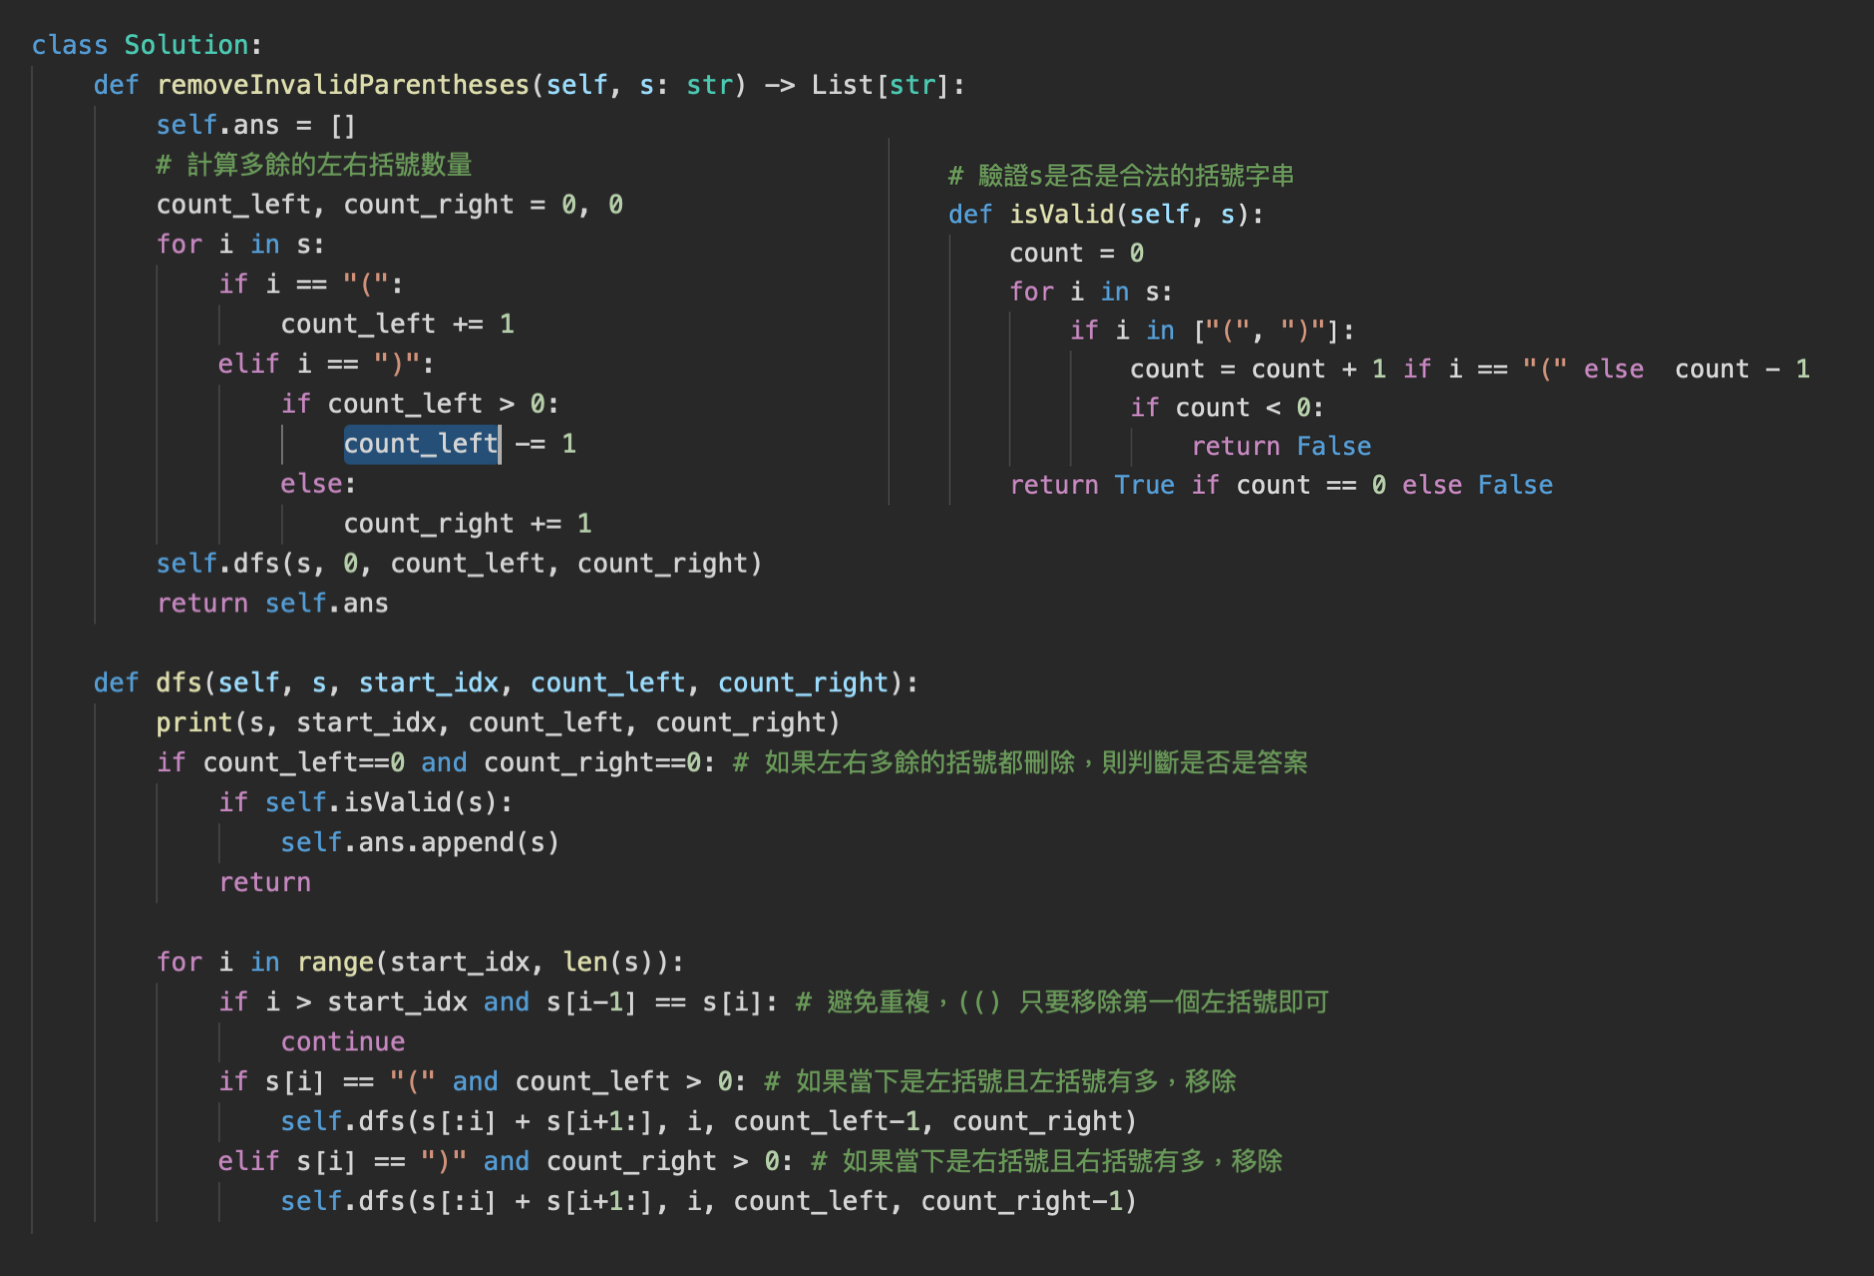 class Solution:
def removeInvalidParentheses(self, s: str) -> List[str]:
self.ans = []
# 計算多餘的左右括號數量
count_left, count_right = 0, 0
for i in s:
if i == "(":
count_left += 1
elif i == ")":
if count_left > 0:
count_left -= 1
else:
count_right += 1
self.dfs(s, 0, count_left, count_right)
return self.ans
# 驗證s是否是合法的括號字串
def isValid(self, s):
count = 0
for i in s:
if i in ["(", ")"]:
count = count + 1 if i == "(" else  count - 1
if count < 0:
return False
return True if count == 0 else False
def dfs(self, s, start_idx, count_left, count_right):
print(s, start_idx, count_left, count_right)
if count_left==0 and count_right==0: # 如果左右多餘的括號都刪除，則判斷是否是答案
if self.isValid(s):
self.ans.append(s)
return
for i in range(start_idx, len(s)):
if i > start_idx and s[i-1] == s[i]: # 避免重複，(() 只要移除第一個左括號即可
continue
if s[i] == "(" and count_left > 0: # 如果當下是左括號且左括號有多，移除
self.dfs(s[:i] + s[i+1:], i, count_left-1, count_right)
elif s[i] == ")" and count_right > 0: # 如果當下是右括號且右括號有多，移除
self.dfs(s[:i] + s[i+1:], i, count_left, count_right-1)